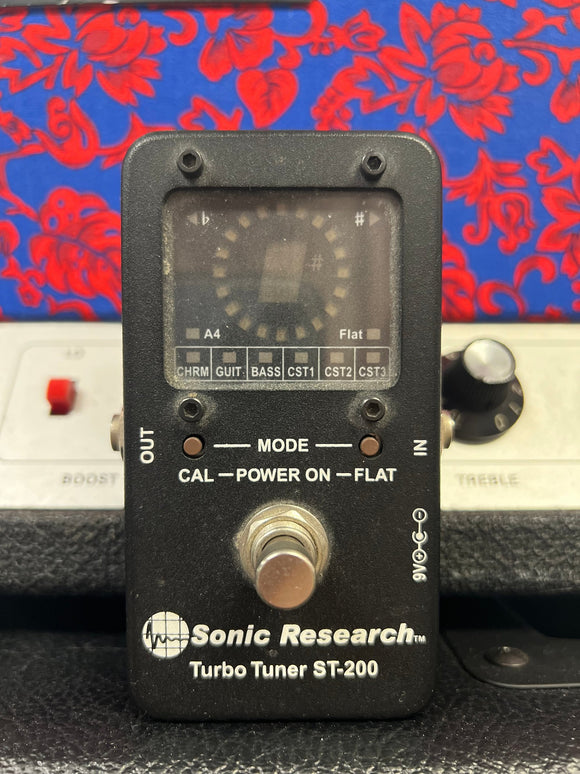 ♭ #
#
A4 Flat
CHRM GUIT BASS CST1 CST2 CST3
OUT MODE IN
CAL – POWER ON – FLAT
BOOST TREBLE
9V
Sonic Research™
Turbo Tuner ST-200